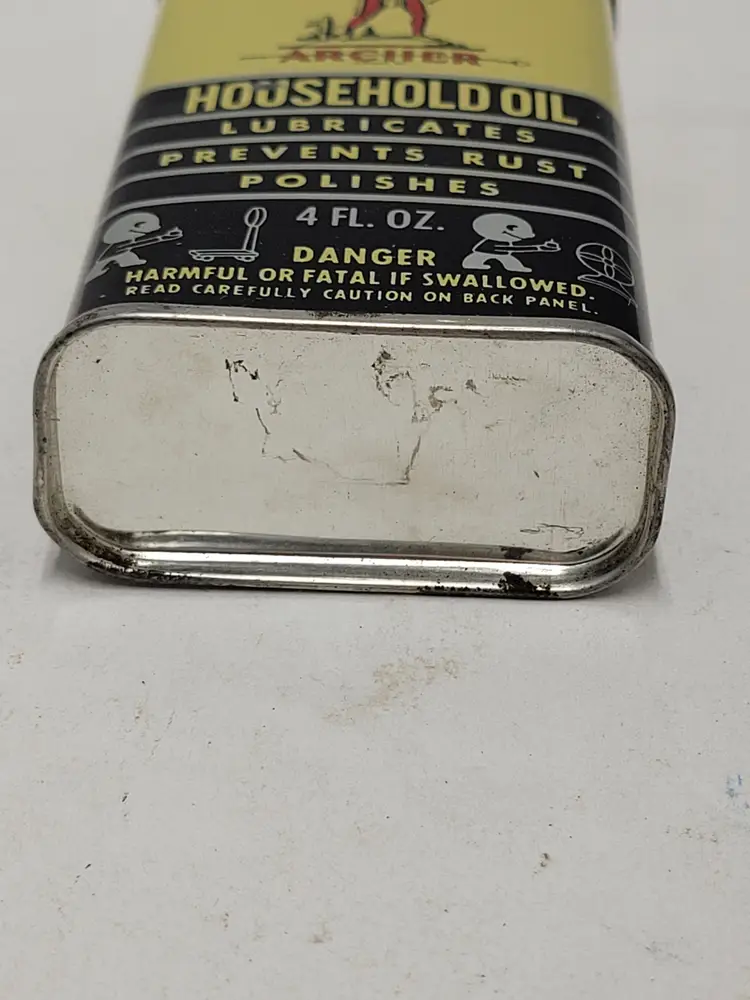 ARCHER
HOUSEHOLD OIL
LUBRICATES
PREVENTS RUST
POLISHES
4 FL. OZ.
DANGER
HARMFUL OR FATAL IF SWALLOWED.
READ CAREFULLY CAUTION ON BACK PANEL.